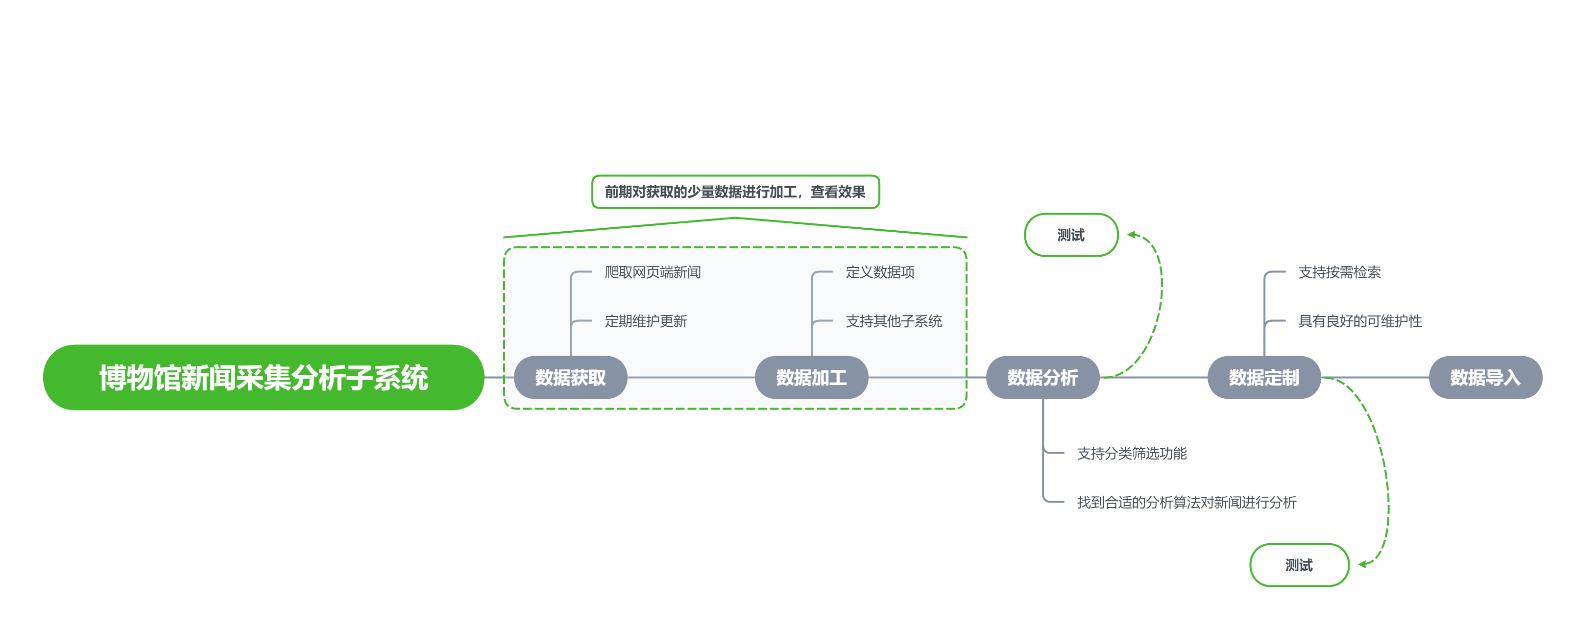 前期对获取的少量数据进行加工，查看效果
测试
爬取网页端新闻
定义数据项
支持按需检索
定期维护更新
支持其他子系统
具有良好的可维护性
博物馆新闻采集分析子系统
数据获取
数据加工
数据分析
数据定制
数据导入
支持分类筛选功能
找到合适的分析算法对新闻进行分析
测试